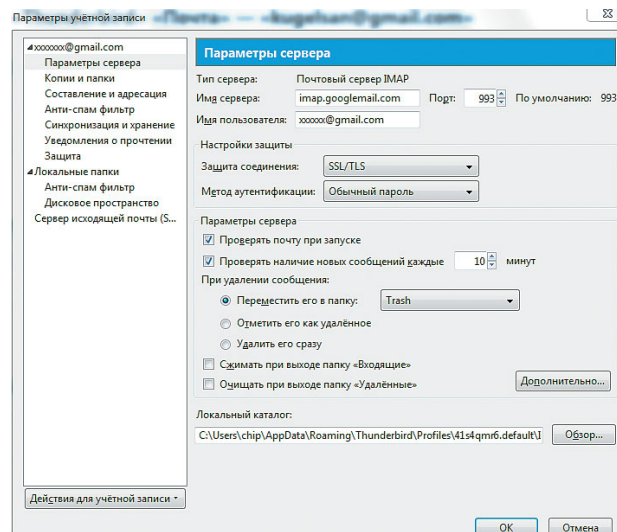 «Почта» — «kugelsan@gmail.com»
Параметры учётной записи
xxxxxx@gmail.com
Параметры сервера
Копии и папки
Составление и адресация
Анти-спам фильтр
Синхронизация и хранение
Уведомления о прочтении
Защита
Локальные папки
Анти-спам фильтр
Дисковое пространство
Сервер исходящей почты (S...
Действия для учётной записи
Параметры сервера
Тип сервера: Почтовый сервер IMAP
Имя сервера: imap.googlemail.com Порт: 993 По умолчанию: 993
Имя пользователя: xxxxxx@gmail.com
Настройки защиты
Защита соединения: SSL/TLS
Метод аутентификации: Обычный пароль
Параметры сервера
Проверять почту при запуске
Проверять наличие новых сообщений каждые 10 минут
При удалении сообщения:
Переместить его в папку: Trash
Отметить его как удалённое
Удалить его сразу
Сжимать при выходе папку «Входящие»
Очищать при выходе папку «Удалённые»
Дополнительно...
Локальный каталог:
C:\Users\chip\AppData\Roaming\Thunderbird\Profiles\41s4qmr6.default\I Обзор...
OK Отмена